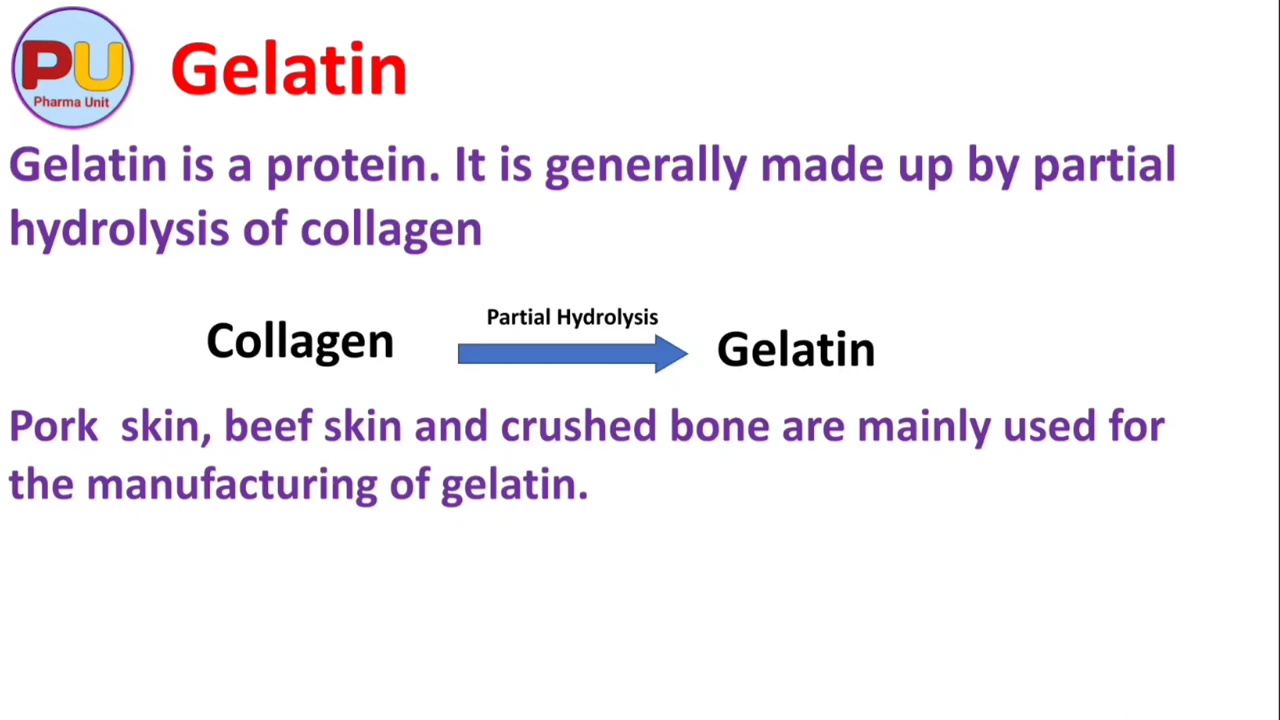 PU
Pharma Unit
Gelatin
Gelatin is a protein. It is generally made up by partial
hydrolysis of collagen
Partial Hydrolysis
Collagen
Gelatin
Pork skin, beef skin and crushed bone are mainly used for
the manufacturing of gelatin.